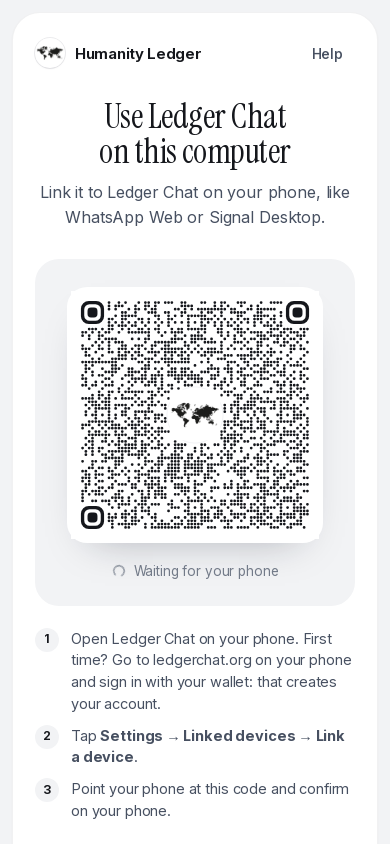 Humanity Ledger
Help
Use Ledger Chat
on this computer
Link it to Ledger Chat on your phone, like
WhatsApp Web or Signal Desktop.
Waiting for your phone
1 Open Ledger Chat on your phone. First
time? Go to ledgerchat.org on your phone
and sign in with your wallet: that creates
your account.
2 Tap Settings → Linked devices → Link
a device.
3 Point your phone at this code and confirm
on your phone.